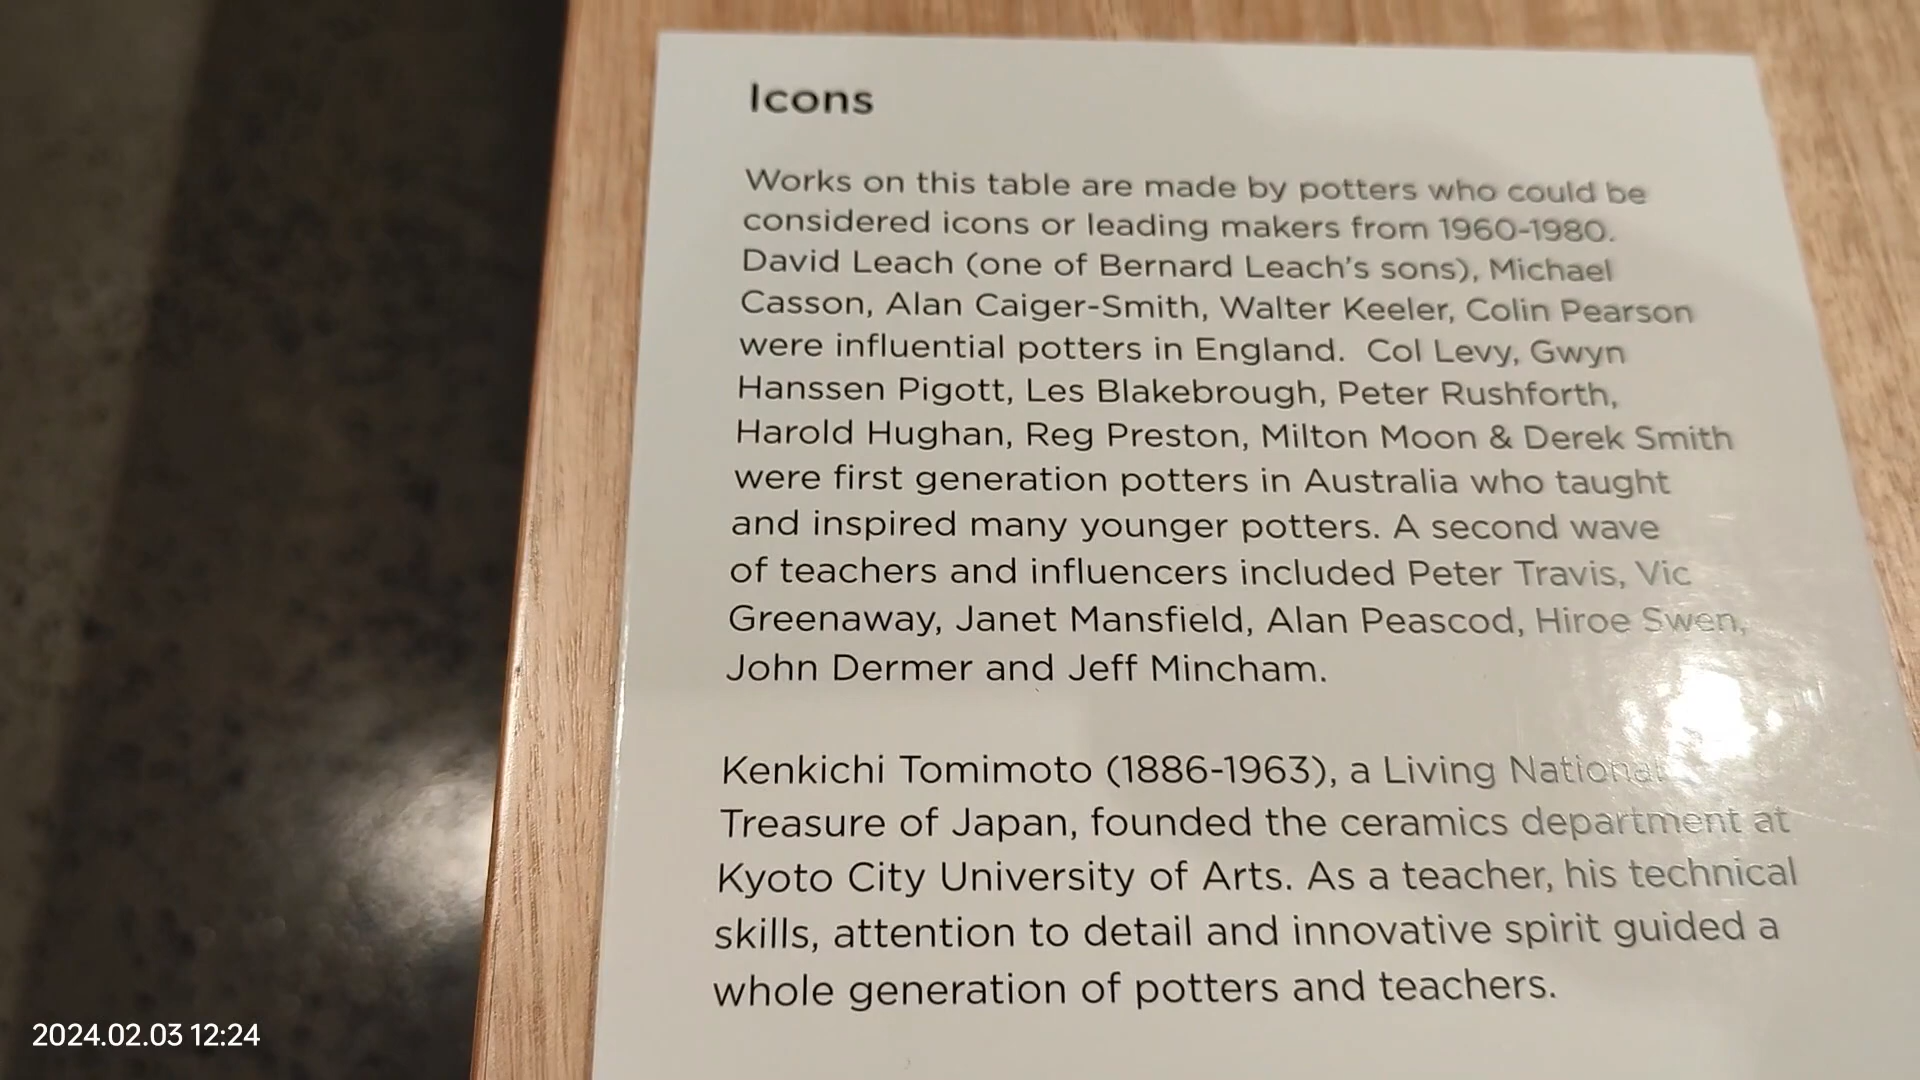 Icons
Works on this table are made by potters who could be
considered icons or leading makers from 1960-1980.
David Leach (one of Bernard Leach's sons), Michael
Casson, Alan Caiger-Smith, Walter Keeler, Colin Pearson
were influential potters in England. Col Levy, Gwyn
Hanssen Pigott, Les Blakebrough, Peter Rushforth,
Harold Hughan, Reg Preston, Milton Moon & Derek Smith
were first generation potters in Australia who taught
and inspired many younger potters. A second wave
of teachers and influencers included Peter Travis, Vic
Greenaway, Janet Mansfield, Alan Peascod, Hiroe Swen,
John Dermer and Jeff Mincham.
Kenkichi Tomimoto (1886-1963), a Living National
Treasure of Japan, founded the ceramics department at
Kyoto City University of Arts. As a teacher, his technical
skills, attention to detail and innovative spirit guided a
whole generation of potters and teachers.
2024.02.03 12:24